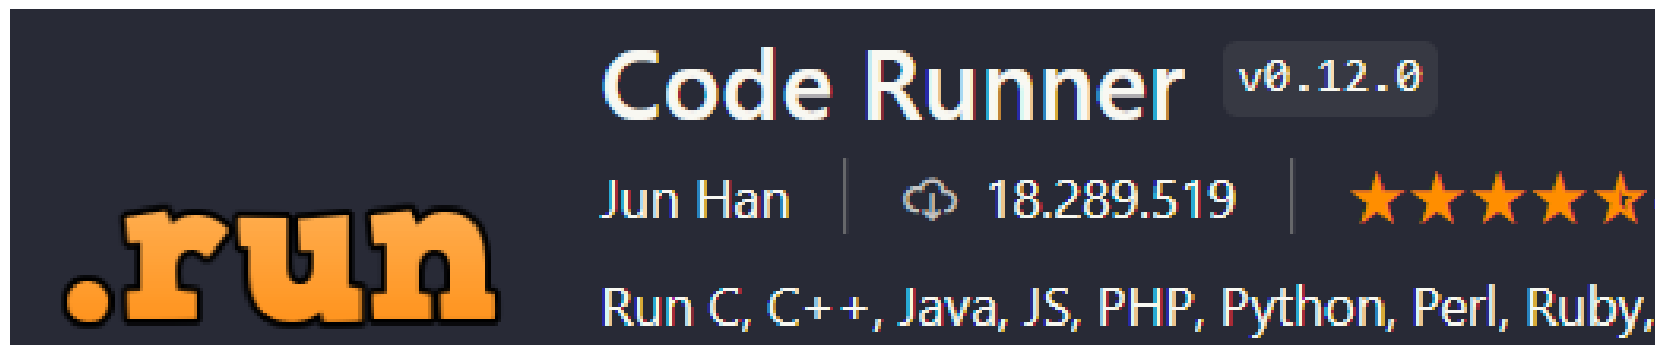 Code Runner v0.12.0
Jun Han 18.289.519
.run
Run C, C++, Java, JS, PHP, Python, Perl, Ruby,